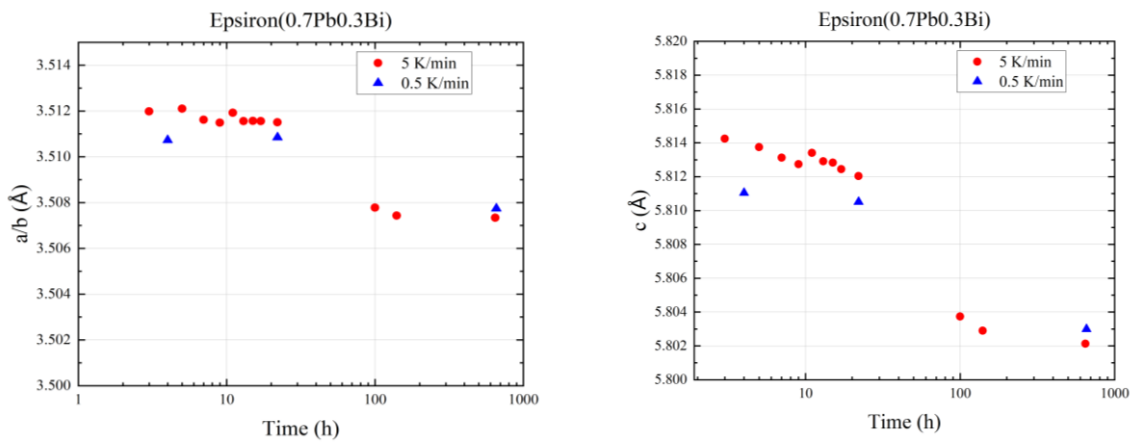 Epsiron(0.7Pb0.3Bi)
5 K/min
0.5 K/min
3.514
3.512
3.510
3.508
3.506
3.504
3.502
3.500
a/b (Å)
1
10
100
1000
Time (h)
Epsiron(0.7Pb0.3Bi)
5 K/min
0.5 K/min
5.820
5.818
5.816
5.814
5.812
5.810
5.808
5.806
5.804
5.802
5.800
c (Å)
10
100
1000
Time (h)